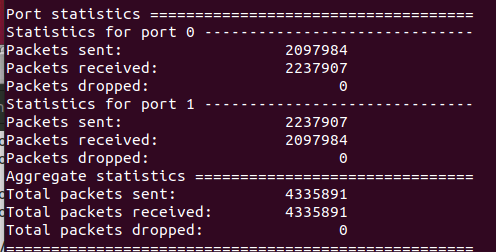 Port statistics ====================================
Statistics for port 0 ------------------------------
Packets sent:                  2097984
Packets received:              2237907
Packets dropped:                     0
Statistics for port 1 ------------------------------
Packets sent:                  2237907
Packets received:              2097984
Packets dropped:                     0
Aggregate statistics ===============================
Total packets sent:            4335891
Total packets received:        4335891
Total packets dropped:               0
====================================================